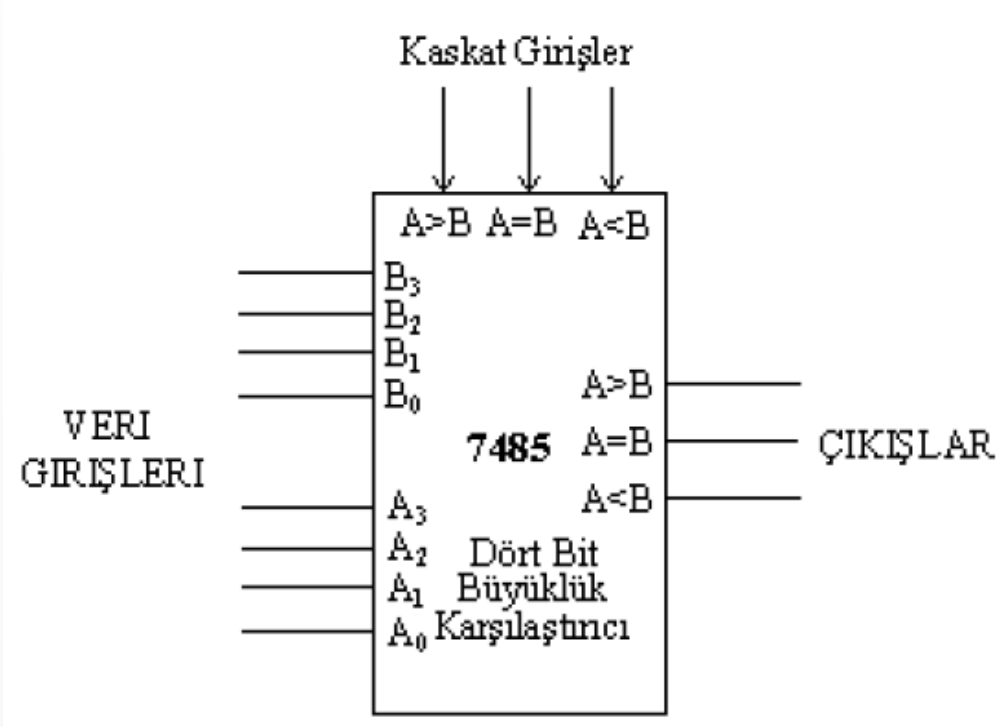 Kaskat Girişler
A>B A=B A<B
B₃
B₂
B₁
B₀
A>B
VERI
GIRIŞLERI
7485 A=B
ÇIKIŞLAR
A<B
A₃
A₂ Dört Bit
A₁ Büyüklük
A₀ Karşılaştırıcı